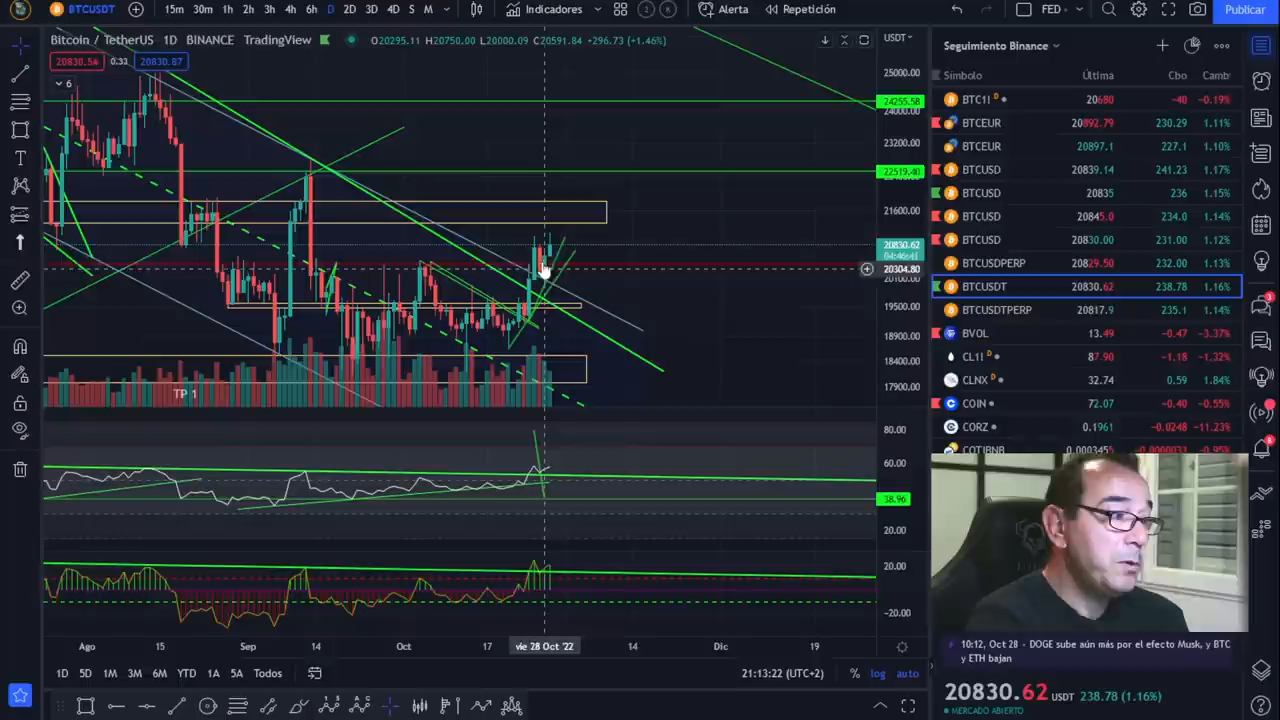 BTCUSDT 15m 30m 1h 2h 3h 4h 6h D 2D 3D 4D S M Indicadores Alerta Repetición FED Publicar
Bitcoin / TetherUS 1D BINANCE TradingView O20295.11 H20750.00 L20000.09 C20591.84 +296.73 (+1.46%) USDT
20830.54 0.33 20830.87
6
25000.00
24255.58
24000.00
23200.00
22519.40
21600.00
20830.62
20304.80
20100.00
19500.00
18900.00
18400.00
17900.00
TP 1
80.00
60.00
38.96
20.00
20.00
−20.00
Ago 15 Sep 14 Oct 17 vie 28 Oct '22 14 Dic 19
1D 5D 1M 3M 6M YTD 1A 5A Todos 21:13:22 (UTC+2) % log auto
Seguimiento Binance
Símbolo Última Cbo Camb
BTC1! D 20680 −40 −0.19%
BTCEUR 20892.79 230.29 1.11%
BTCEUR 20897.1 227.1 1.10%
BTCUSD 20839.14 241.23 1.17%
BTCUSD 20835 236 1.15%
BTCUSD 20845.0 234.0 1.14%
BTCUSD 20830.00 231.00 1.12%
BTCUSDPERP 20829.50 232.00 1.13%
BTCUSDT 20830.62 238.78 1.16%
BTCUSDTPERP 20817.9 235.1 1.14%
BVOL 13.49 −0.47 −3.37%
CL1! D 87.90 −1.18 −1.32%
CLNX D 32.74 0.59 1.84%
COIN 72.07 −0.40 −0.55%
CORZ 0.1961 −0.0248 −11.23%
10:12, Oct 28 - DOGE sube aún más por el efecto Musk, y BTC
y ETH bajan
20830.62 USDT 238.78 (1.16%)
MERCADO ABIERTO